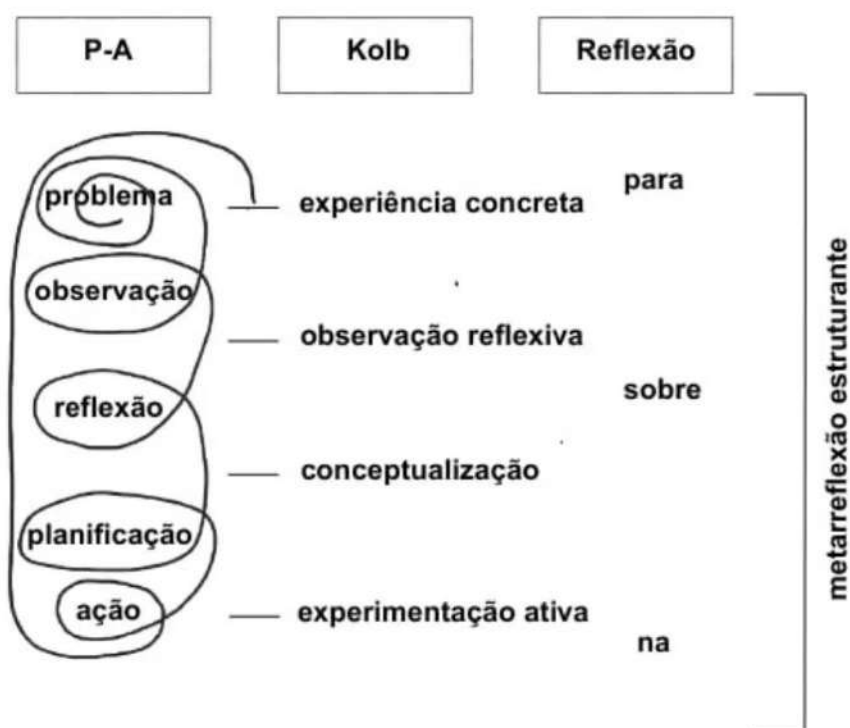 P-A
Kolb
Reflexão
problema
experiência concreta
para
observação
observação reflexiva
reflexão
sobre
conceptualização
planificação
ação
experimentação ativa
na
metarreflexão estruturante